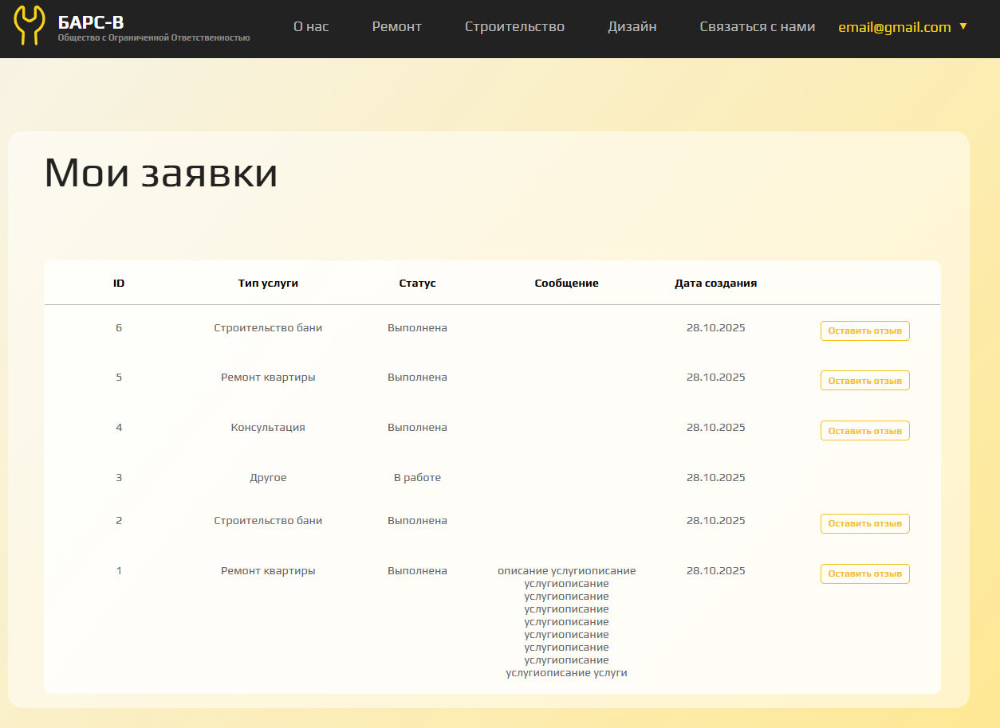 БАРС-В
Общество с Ограниченной Ответственностью
О нас Ремонт Строительство Дизайн Связаться с нами email@gmail.com ▼
Мои заявки
ID Тип услуги Статус Сообщение Дата создания
6 Строительство бани Выполнена 28.10.2025 Оставить отзыв
5 Ремонт квартиры Выполнена 28.10.2025 Оставить отзыв
4 Консультация Выполнена 28.10.2025 Оставить отзыв
3 Другое В работе 28.10.2025
2 Строительство бани Выполнена 28.10.2025 Оставить отзыв
1 Ремонт квартиры Выполнена описание услугиописание 28.10.2025 Оставить отзыв
услугиописание
услугиописание
услугиописание
услугиописание
услугиописание
услугиописание
услугиописание
услугиописание услуги